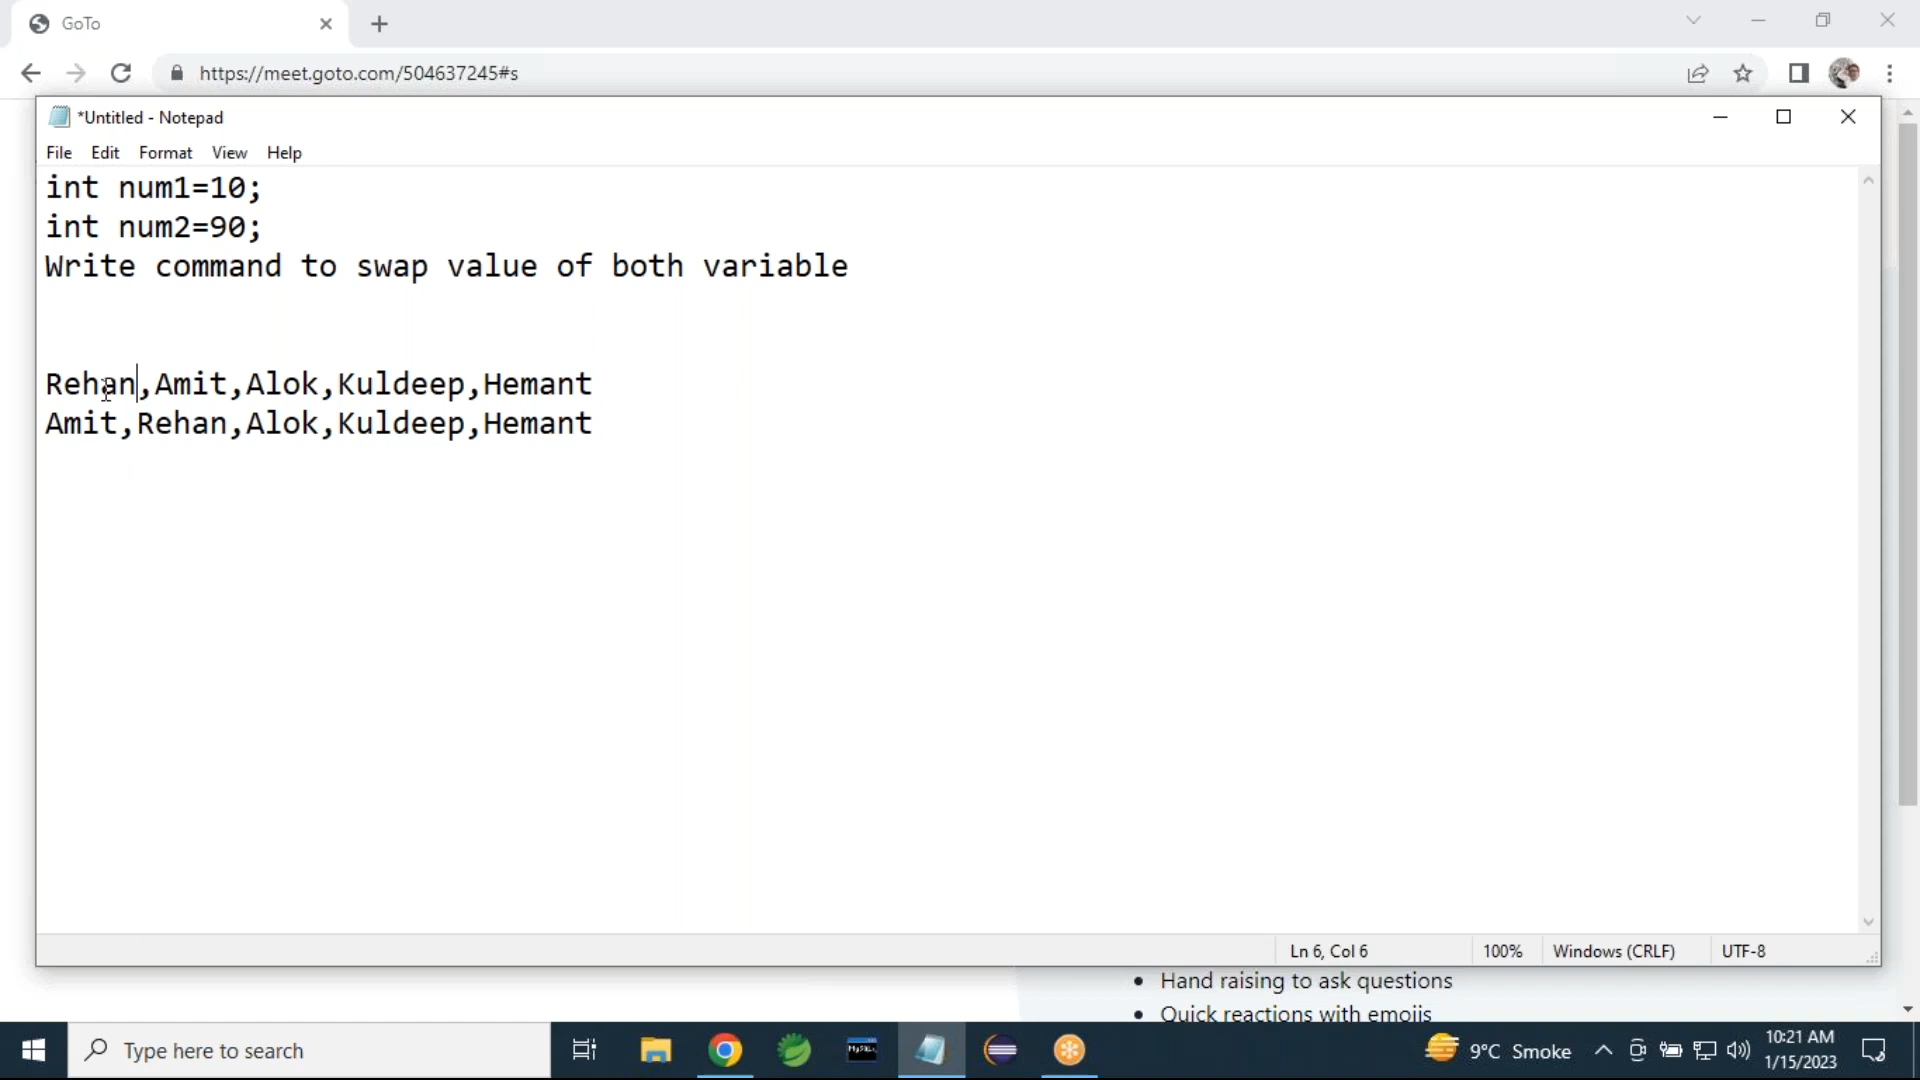 GoTo
https://meet.goto.com/504637245#s
*Untitled - Notepad
File Edit Format View Help
int num1=10;
int num2=90;
Write command to swap value of both variable
Rehan,Amit,Alok,Kuldeep,Hemant
Amit,Rehan,Alok,Kuldeep,Hemant
Ln 6, Col 6 100% Windows (CRLF) UTF-8
• Hand raising to ask questions
• Quick reactions with emojis
Type here to search
MySQL
9°C Smoke
10:21 AM
1/15/2023